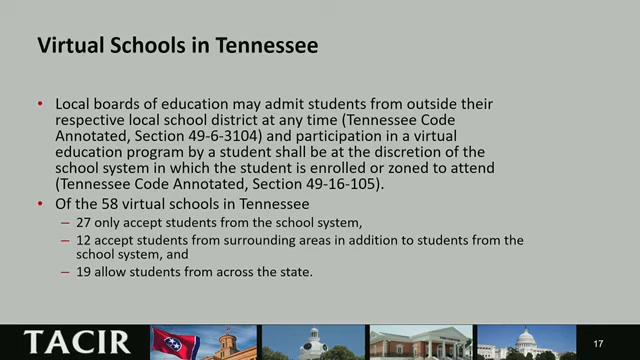 Virtual Schools in Tennessee
• Local boards of education may admit students from outside their
respective local school district at any time (Tennessee Code
Annotated, Section 49-6-3104) and participation in a virtual
education program by a student shall be at the discretion of the
school system in which the student is enrolled or zoned to attend
(Tennessee Code Annotated, Section 49-16-105).
• Of the 58 virtual schools in Tennessee
– 27 only accept students from the school system,
– 12 accept students from surrounding areas in addition to students from the
school system, and
– 19 allow students from across the state.
TACIR
17